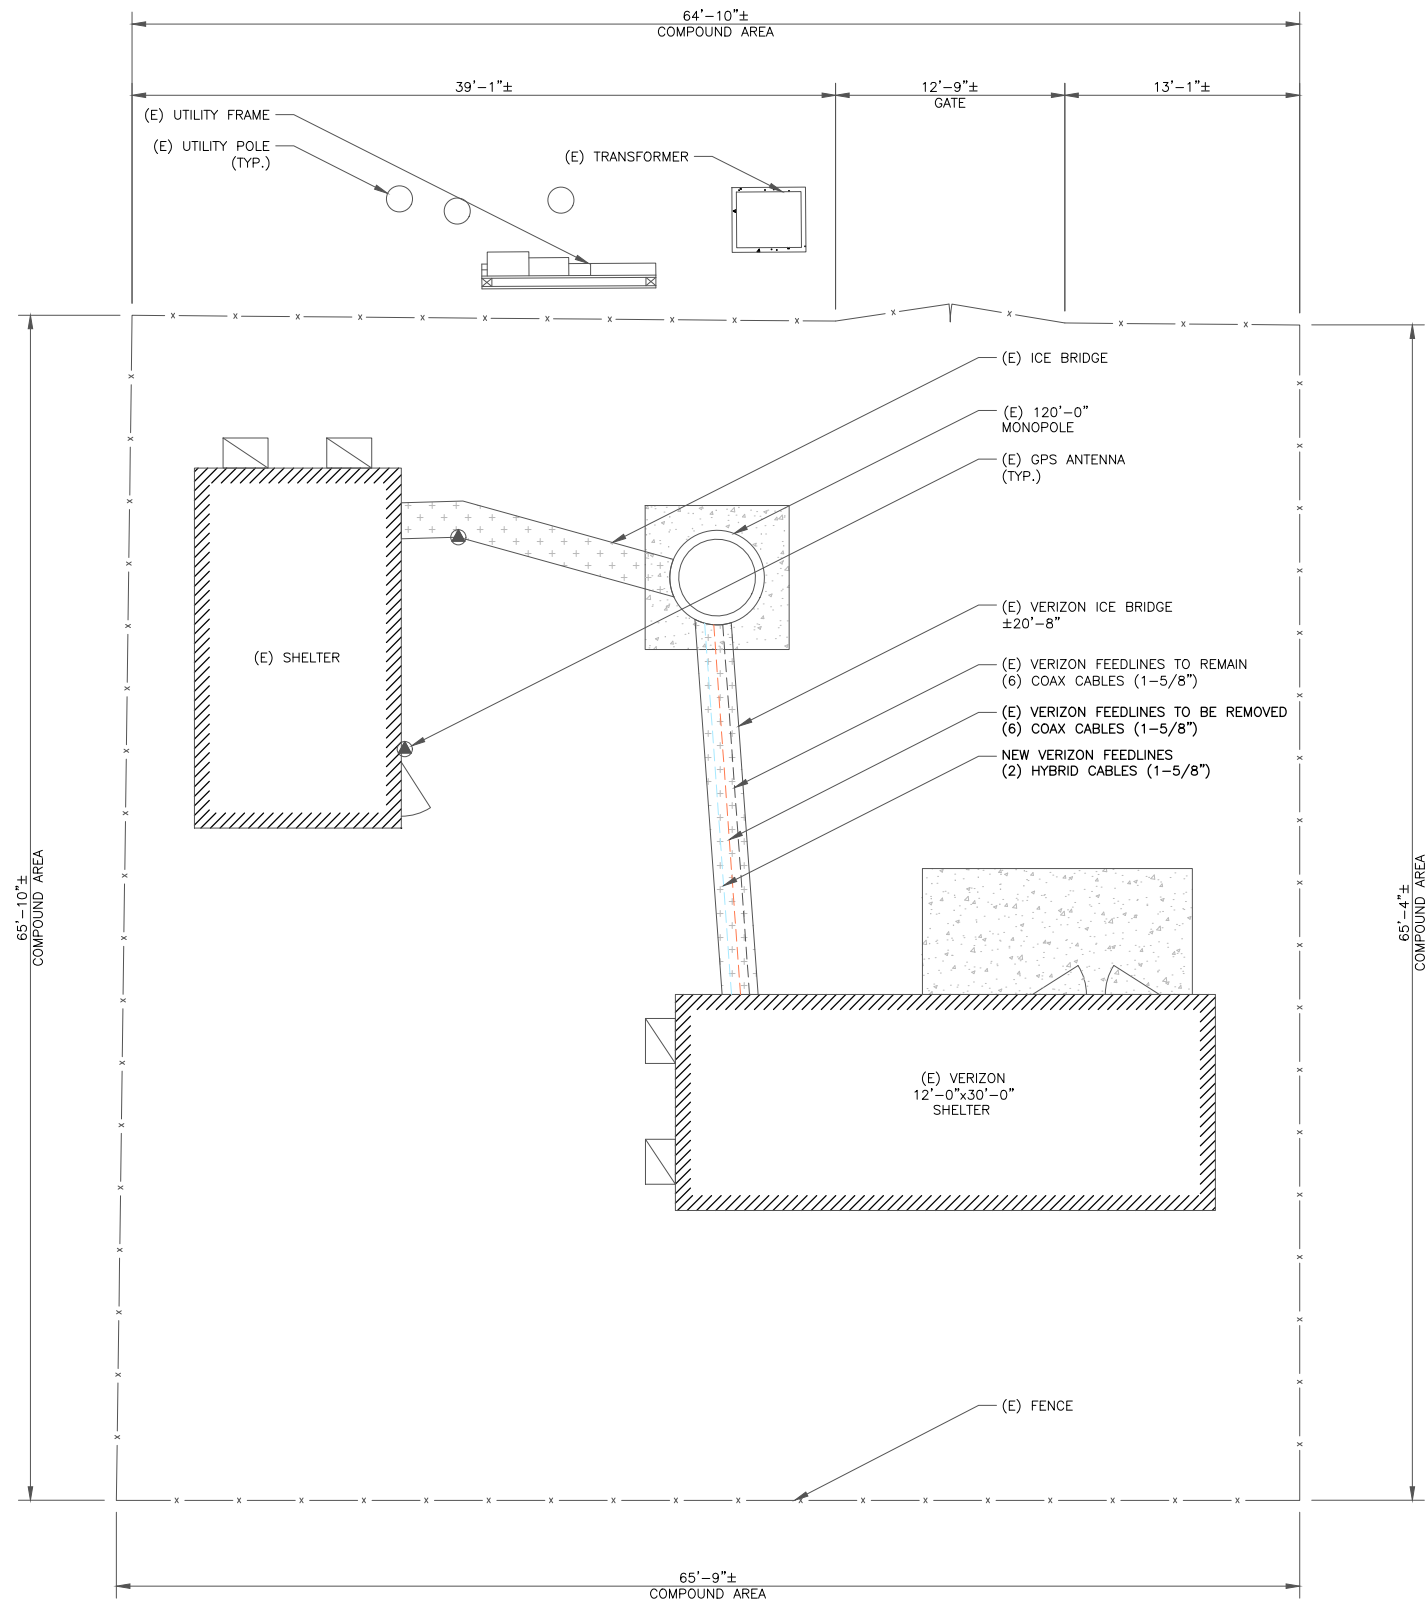 64'-10"±
COMPOUND AREA
39'-1"±
12'-9"±
GATE
13'-1"±
(E) UTILITY FRAME
(E) UTILITY POLE
(TYP.)
(E) TRANSFORMER
(E) ICE BRIDGE
(E) 120'-0"
MONOPOLE
(E) GPS ANTENNA
(TYP.)
(E) VERIZON ICE BRIDGE
±20'-8"
(E) SHELTER
(E) VERIZON FEEDLINES TO REMAIN
(6) COAX CABLES (1-5/8")
(E) VERIZON FEEDLINES TO BE REMOVED
(6) COAX CABLES (1-5/8")
NEW VERIZON FEEDLINES
(2) HYBRID CABLES (1-5/8")
65'-10"±
COMPOUND AREA
65'-4"±
COMPOUND AREA
(E) VERIZON
12'-0"x30'-0"
SHELTER
(E) FENCE
65'-9"±
COMPOUND AREA